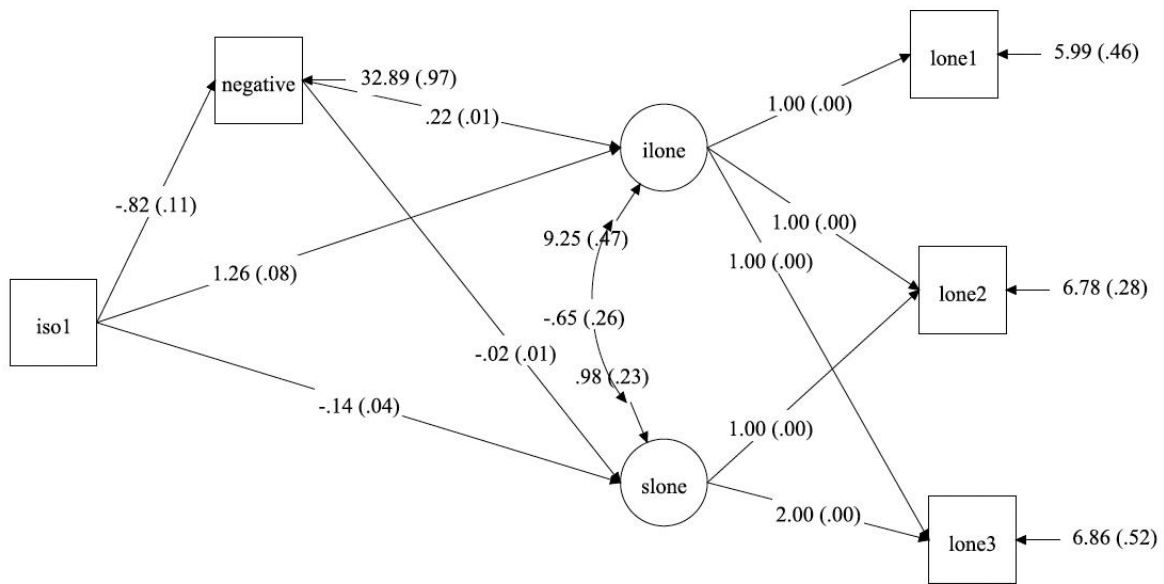 lone1
5.99 (.46)
negative
32.89 (.97)
.22 (.01)
1.00 (.00)
ilone
-.82 (.11)
1.00 (.00)
9.25 (.47)
1.00 (.00)
1.26 (.08)
lone2
6.78 (.28)
iso1
-.65 (.26)
-.02 (.01)
.98 (.23)
-.14 (.04)
1.00 (.00)
slone
2.00 (.00)
lone3
6.86 (.52)